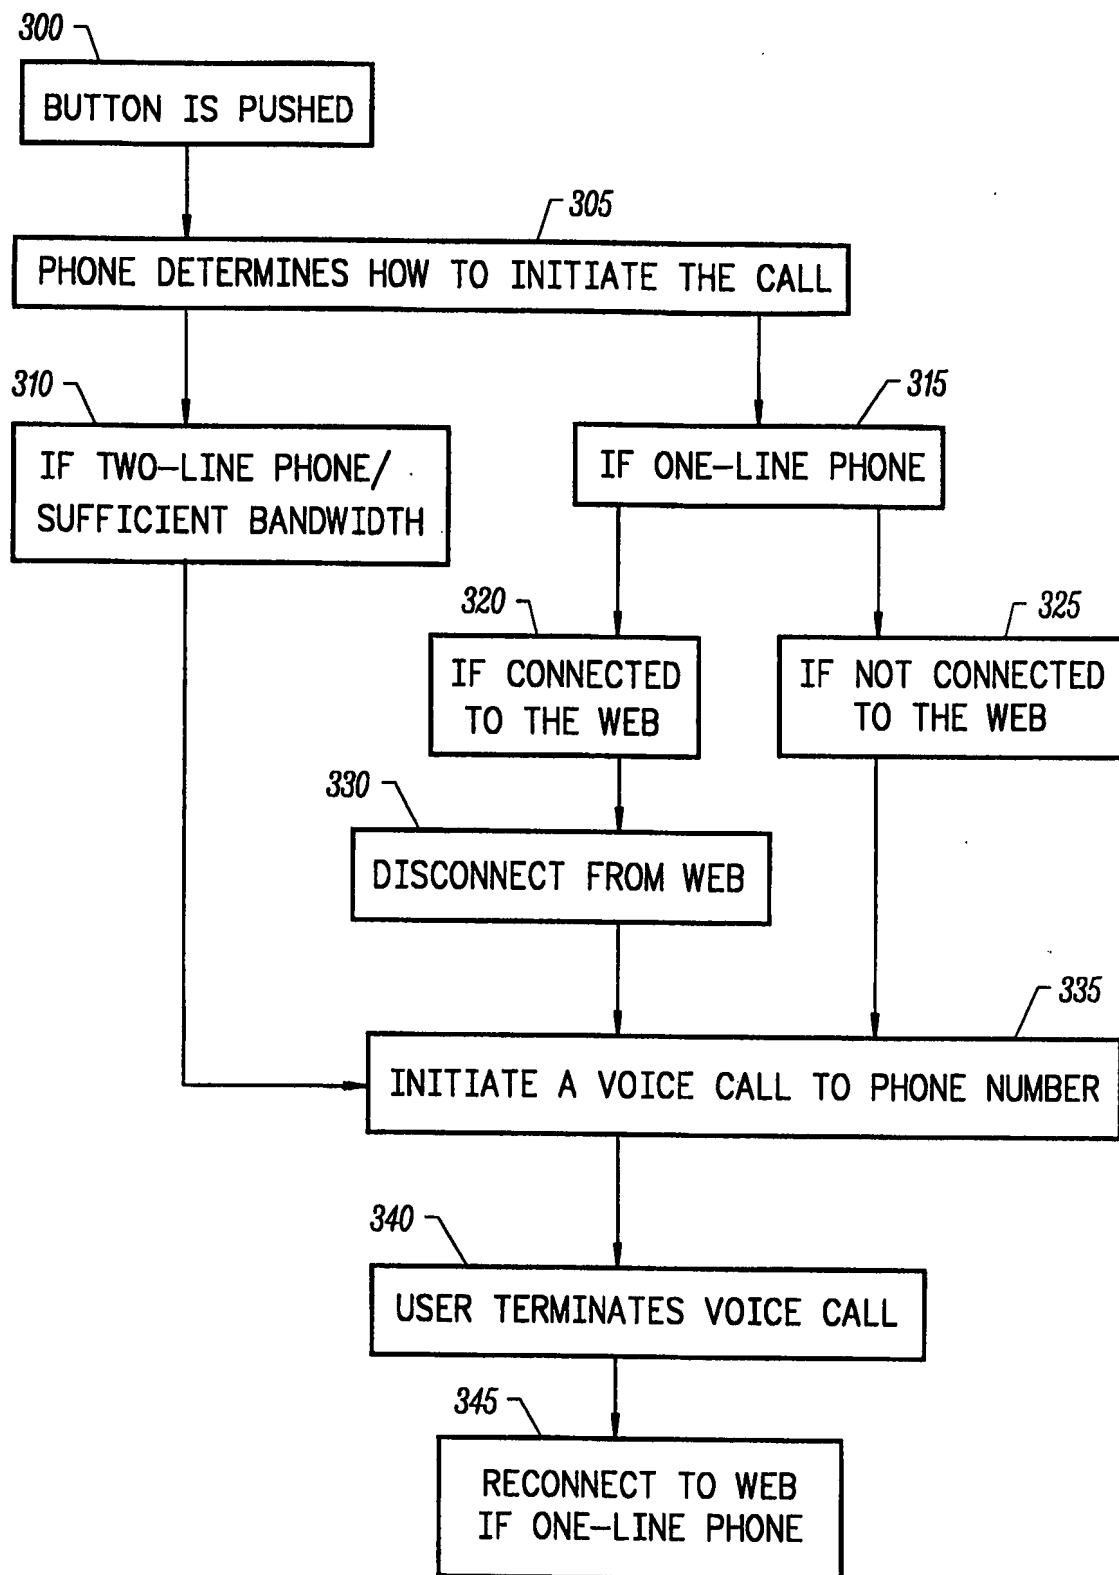 300
BUTTON IS PUSHED
305
PHONE DETERMINES HOW TO INITIATE THE CALL
310
IF TWO-LINE PHONE/
SUFFICIENT BANDWIDTH
315
IF ONE-LINE PHONE
320
IF CONNECTED
TO THE WEB
325
IF NOT CONNECTED
TO THE WEB
330
DISCONNECT FROM WEB
335
INITIATE A VOICE CALL TO PHONE NUMBER
340
USER TERMINATES VOICE CALL
345
RECONNECT TO WEB
IF ONE-LINE PHONE